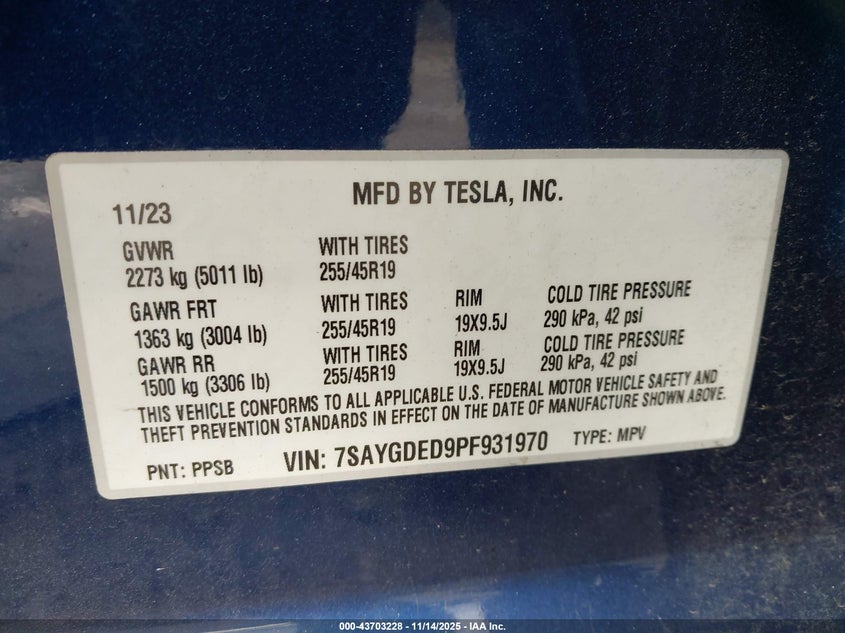 MFD BY TESLA, INC.
11/23
GVWR WITH TIRES
2273 kg (5011 lb) 255/45R19
GAWR FRT WITH TIRES RIM COLD TIRE PRESSURE
1363 kg (3004 lb) 255/45R19 19X9.5J 290 kPa, 42 psi
GAWR RR WITH TIRES RIM COLD TIRE PRESSURE
1500 kg (3306 lb) 255/45R19 19X9.5J 290 kPa, 42 psi
THIS VEHICLE CONFORMS TO ALL APPLICABLE U.S. FEDERAL MOTOR VEHICLE SAFETY AND
THEFT PREVENTION STANDARDS IN EFFECT ON THE DATE OF MANUFACTURE SHOWN ABOVE.
PNT: PPSB VIN: 7SAYGDED9PF931970 TYPE: MPV
000-43703228 - 11/14/2025 - IAA Inc.